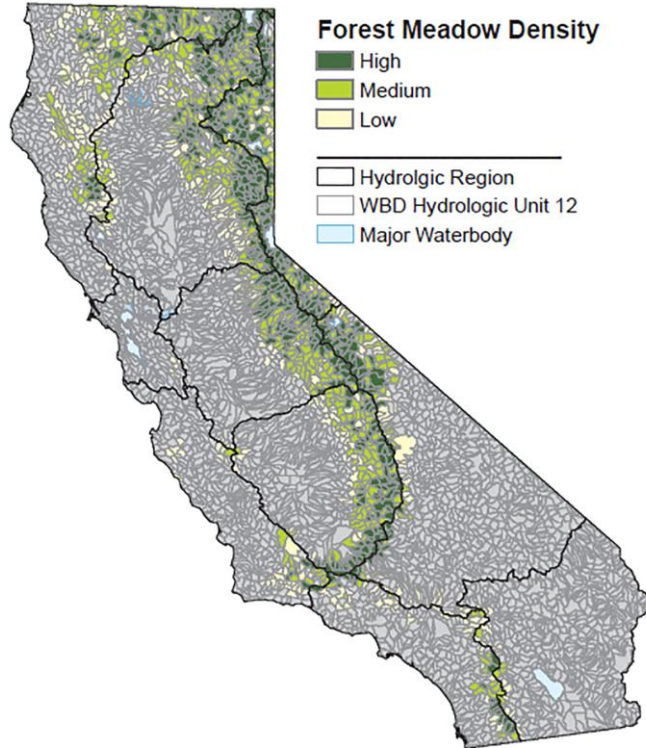 Forest Meadow Density
High
Medium
Low
Hydrolgic Region
WBD Hydrologic Unit 12
Major Waterbody